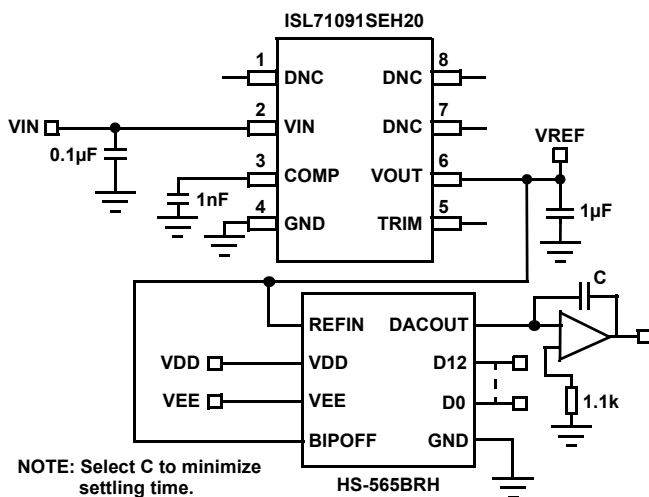 ISL71091SEH20
1 8
DNC DNC
2 7
VIN VIN DNC
VREF
0.1µF
3 6
COMP VOUT
1nF
4 5
1µF
GND TRIM
C
REFIN DACOUT
VDD VDD D12
VEE VEE D0
1.1k
BIPOFF GND
NOTE: Select C to minimize
settling time.
HS-565BRH